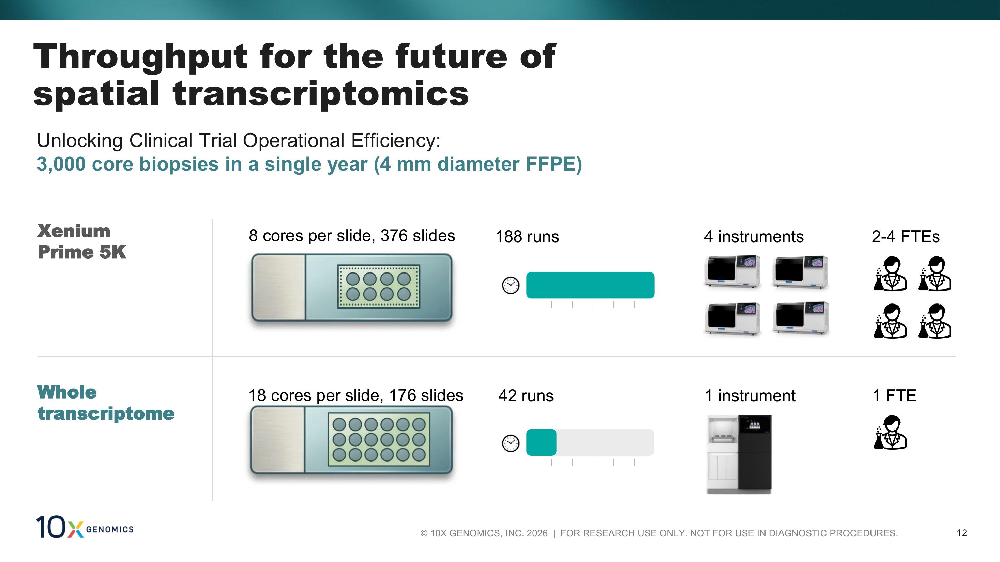 Throughput for the future of
spatial transcriptomics
Unlocking Clinical Trial Operational Efficiency:
3,000 core biopsies in a single year (4 mm diameter FFPE)
Xenium
Prime 5K
8 cores per slide, 376 slides
188 runs
4 instruments
2-4 FTEs
Whole
transcriptome
18 cores per slide, 176 slides
42 runs
1 instrument
1 FTE
10X GENOMICS
© 10X GENOMICS, INC. 2026 | FOR RESEARCH USE ONLY. NOT FOR USE IN DIAGNOSTIC PROCEDURES.
12